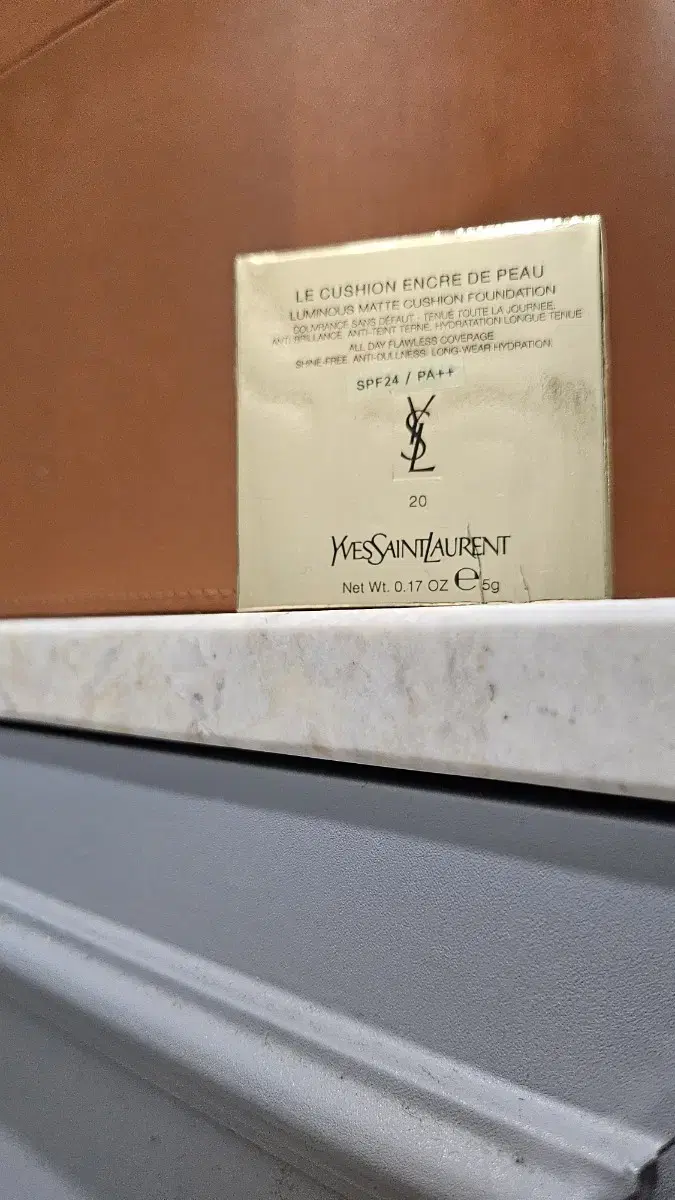 LE CUSHION ENCRE DE PEAU
LUMINOUS MATTE CUSHION FOUNDATION
COUVRANCE SANS DÉFAUT - TENUE TOUTE LA JOURNÉE,
ANTI-BRILLANCE, ANTI-TEINT TERNE, HYDRATATION LONGUE TENUE
ALL DAY FLAWLESS COVERAGE
SHINE-FREE, ANTI-DULLNESS, LONG-WEAR HYDRATION
SPF24 / PA++
YSL
20
YVESSAINTLAURENT
Net Wt. 0.17 OZ ℮ 5g